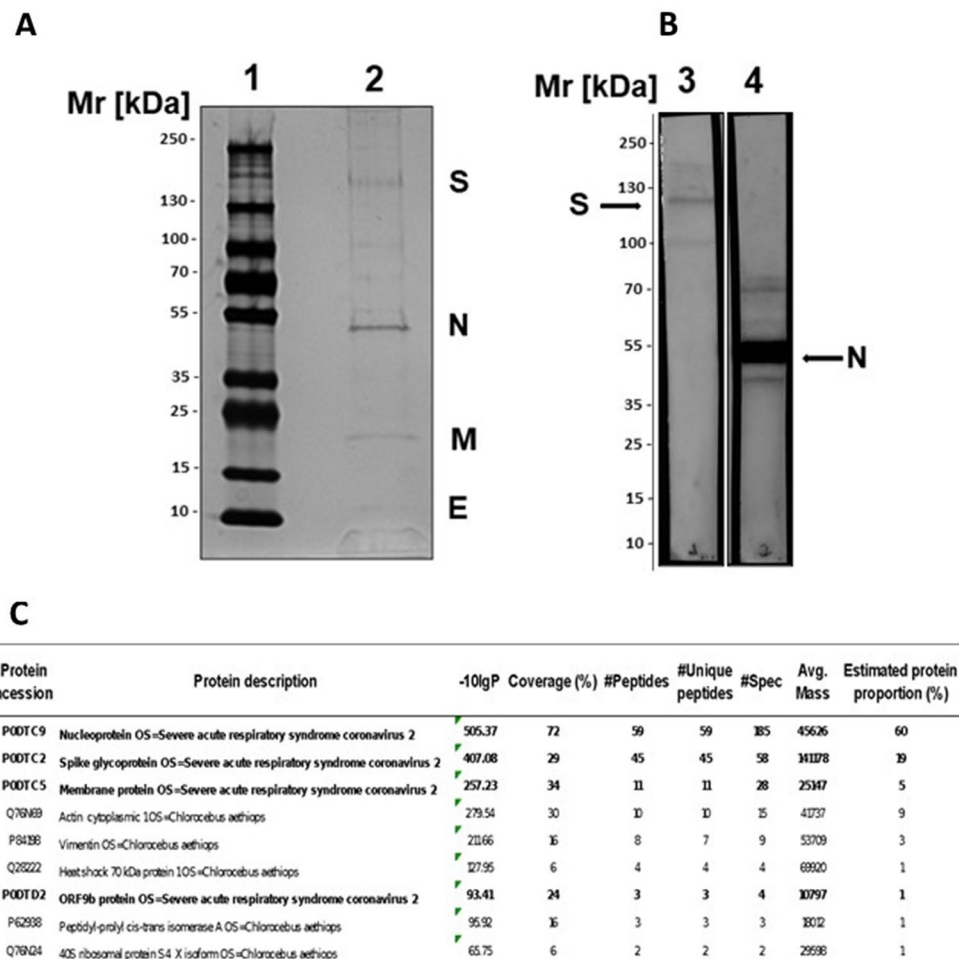 A
B
1
2
Mr [kDa]
250 -
130 -
100 -
70 -
55 -
35 -
25 -
15 -
10 -
S
N
M
E
Mr [kDa]
3
4
250 -
130 -
100 -
70 -
55 -
35 -
25 -
15 -
10 -
S
N
1
2
C
Protein Protein description -10lgP Coverage (%) #Peptides #Unique #Spec Avg. Estimated protein
ccession peptides Mass proportion (%)
P0DTC9 Nucleoprotein OS=Severe acute respiratory syndrome coronavirus 2 505.37 72 59 59 185 45626 60
P0DTC2 Spike glycoprotein OS=Severe acute respiratory syndrome coronavirus 2 407.08 29 45 45 58 141178 19
P0DTC5 Membrane protein OS=Severe acute respiratory syndrome coronavirus 2 257.23 34 11 11 28 25147 5
Q76N69 Actin cytoplasmic 1 OS=Chlorocebus aethiops 279.54 30 10 10 15 41737 9
P84198 Vimentin OS=Chlorocebus aethiops 211.66 16 8 7 9 53709 3
Q28222 Heat shock 70 kDa protein 1 OS=Chlorocebus aethiops 127.95 6 4 4 4 69920 1
P0DTD2 ORF9b protein OS=Severe acute respiratory syndrome coronavirus 2 93.41 24 3 3 4 10797 1
P62938 Peptidyl-prolyl cis-trans isomerase A OS=Chlorocebus aethiops 95.92 16 3 3 3 18012 1
Q76N24 40S ribosomal protein S4 X isoform OS=Chlorocebus aethiops 65.75 6 2 2 2 29598 1